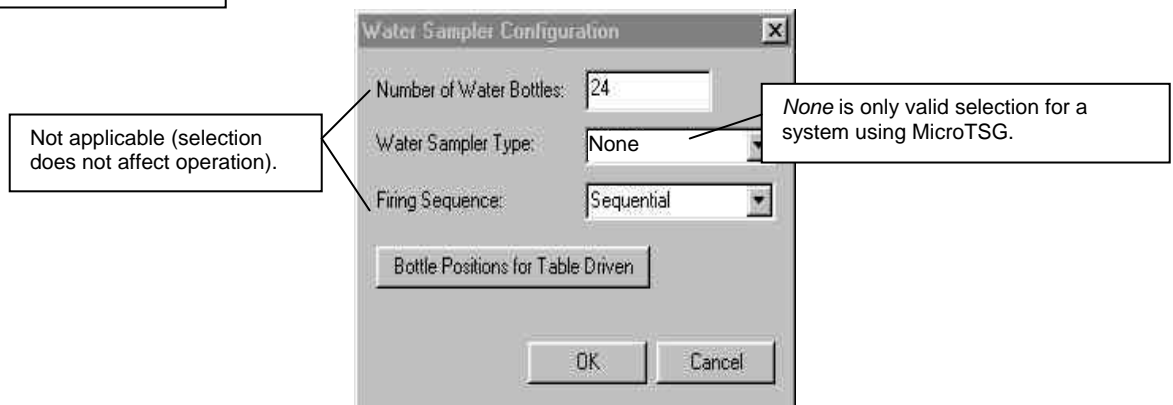 Water Sampler Configuration
Number of Water Bottles: 24
Water Sampler Type: None
Firing Sequence: Sequential
Bottle Positions for Table Driven
OK Cancel
Not applicable (selection
does not affect operation).
None is only valid selection for a
system using MicroTSG.